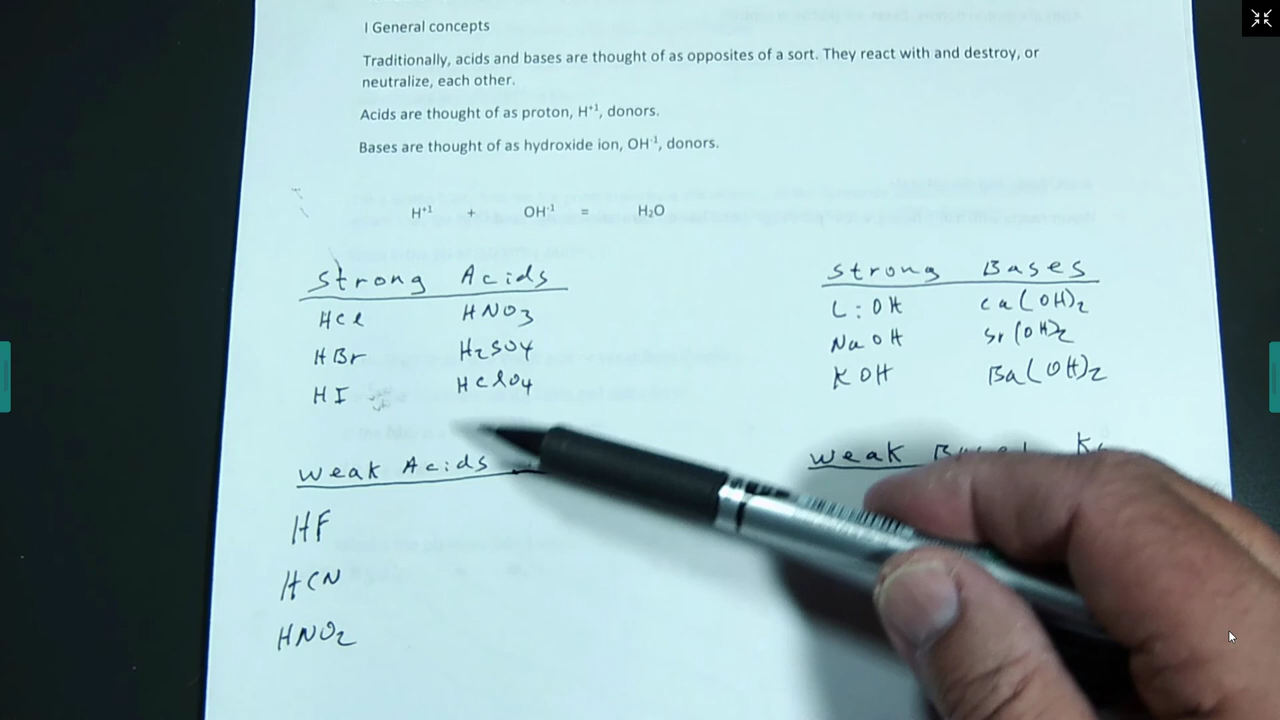 I General concepts
Traditionally, acids and bases are thought of as opposites of a sort. They react with and destroy, or
neutralize, each other.
Acids are thought of as proton, H⁺¹, donors.
Bases are thought of as hydroxide ion, OH⁻¹, donors.
H⁺¹ + OH⁻¹ = H₂O
Strong Acids
HCl HNO₃
HBr H₂SO₄
HI HClO₄
Strong Bases
LiOH Ca(OH)₂
NaOH Sr(OH)₂
KOH Ba(OH)₂
Weak Acids
HF
HCN
HNO₂
Weak